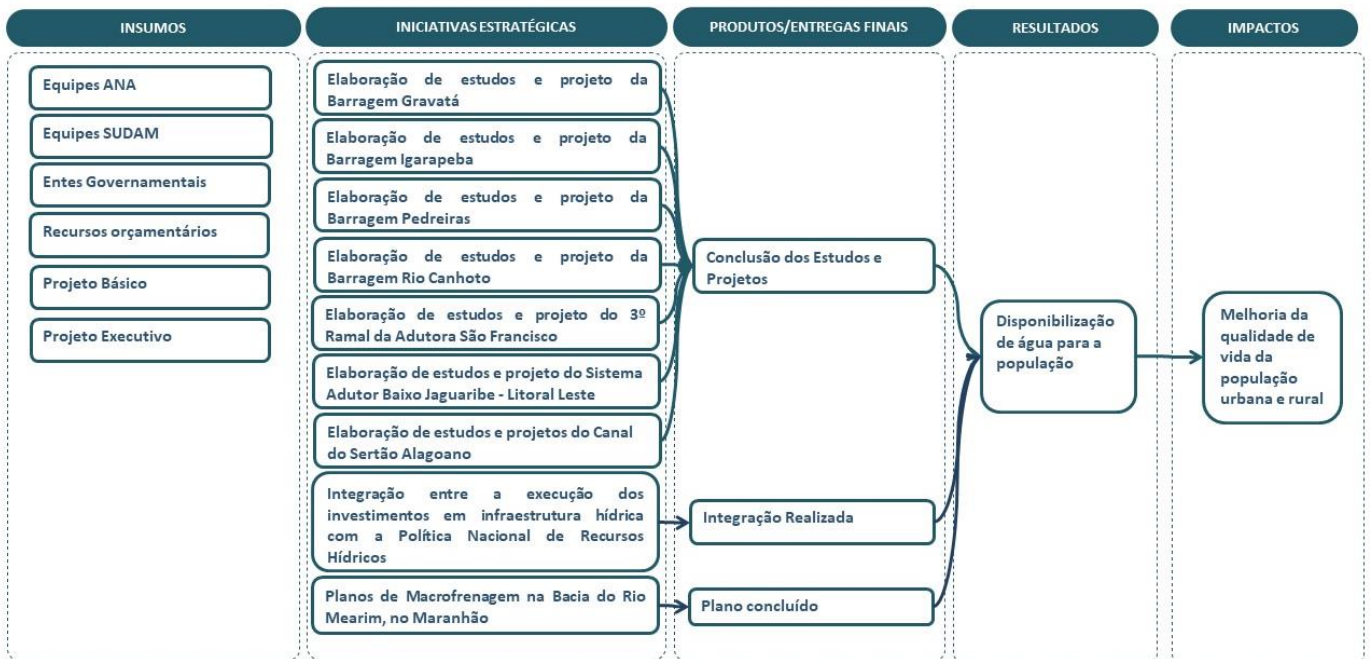 INSUMOS
INICIATIVAS ESTRATÉGICAS
PRODUTOS/ENTREGAS FINAIS
RESULTADOS
IMPACTOS
Equipes ANA
Equipes SUDAM
Entes Governamentais
Recursos orçamentários
Projeto Básico
Projeto Executivo
Elaboração de estudos e projeto da
Barragem Gravatá
Elaboração de estudos e projeto da
Barragem Igarapeba
Elaboração de estudos e projeto da
Barragem Pedreiras
Elaboração de estudos e projeto da
Barragem Rio Canhoto
Elaboração de estudos e projeto do 3º
Ramal da Adutora São Francisco
Elaboração de estudos e projeto do Sistema
Adutor Baixo Jaguaribe - Litoral Leste
Elaboração de estudos e projetos do Canal
do Sertão Alagoano
Integração entre a execução dos
investimentos em infraestrutura hídrica
com a Política Nacional de Recursos
Hídricos
Planos de Macrofrenagem na Bacia do Rio
Mearim, no Maranhão
Conclusão dos Estudos e
Projetos
Integração Realizada
Plano concluído
Disponibilização
de água para a
população
Melhoria da
qualidade de
vida da
população
urbana e rural